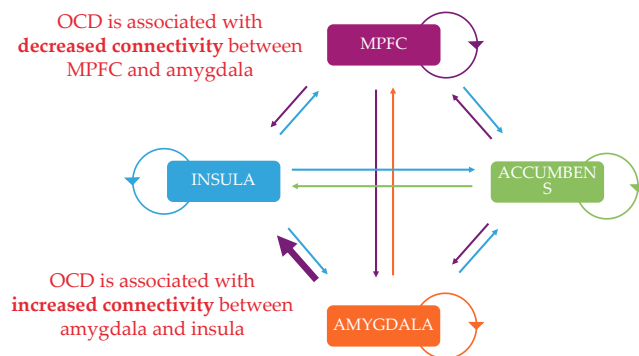 OCD is associated with
decreased connectivity between
MPFC and amygdala
MPFC
INSULA
ACCUMBEN
S
OCD is associated with
increased connectivity between
amygdala and insula
AMYGDALA